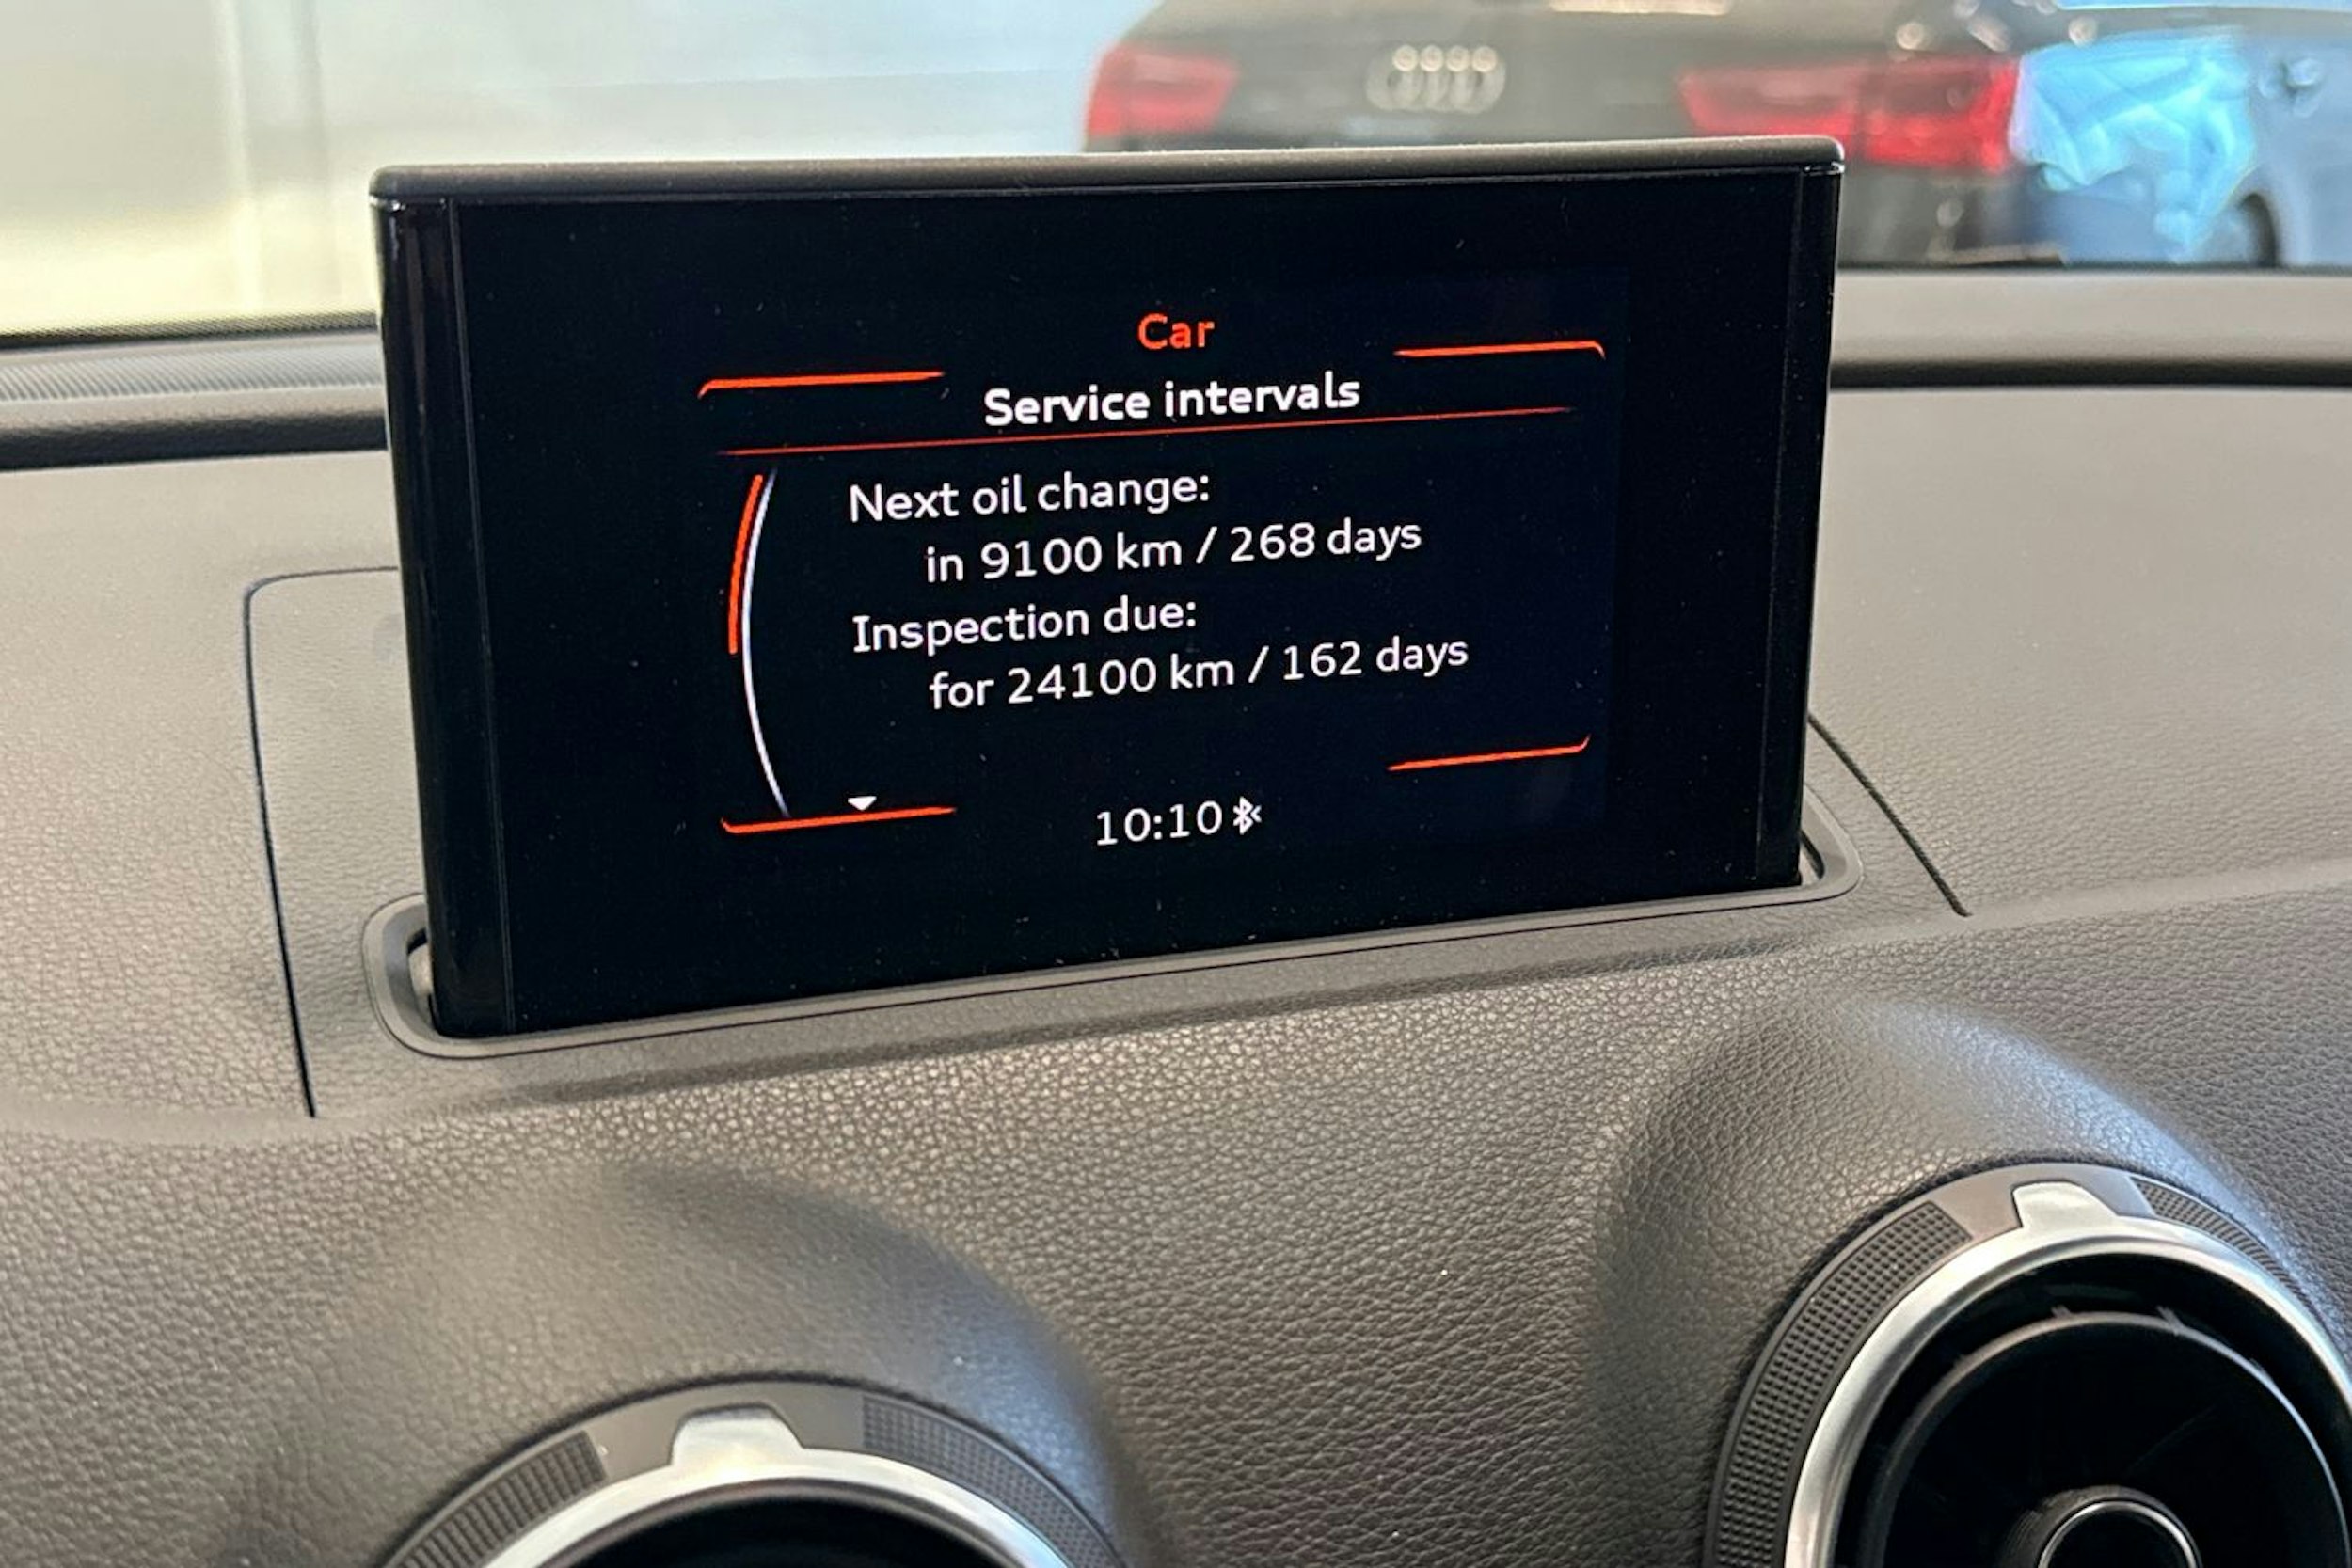 Car
Service intervals
Next oil change:
in 9100 km / 268 days
Inspection due:
for 24100 km / 162 days
10:10